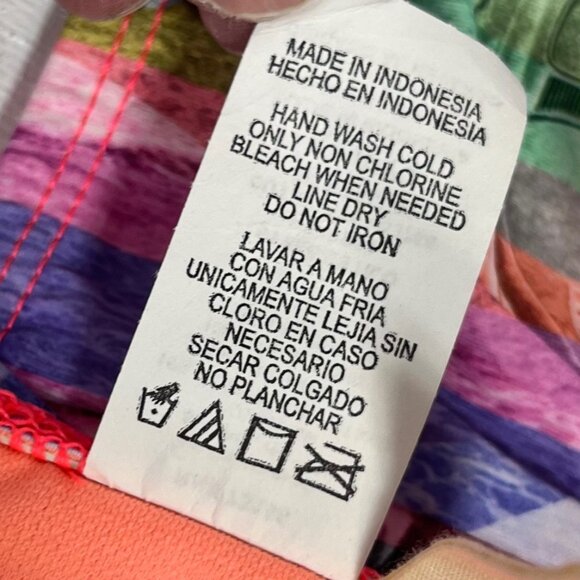 MADE IN INDONESIA
HECHO EN INDONESIA
HAND WASH COLD
ONLY NON CHLORINE
BLEACH WHEN NEEDED
LINE DRY
DO NOT IRON
LAVAR A MANO
CON AGUA FRIA
UNICAMENTE LEJIA SIN
CLORO EN CASO
NECESARIO
SECAR COLGADO
NO PLANCHAR